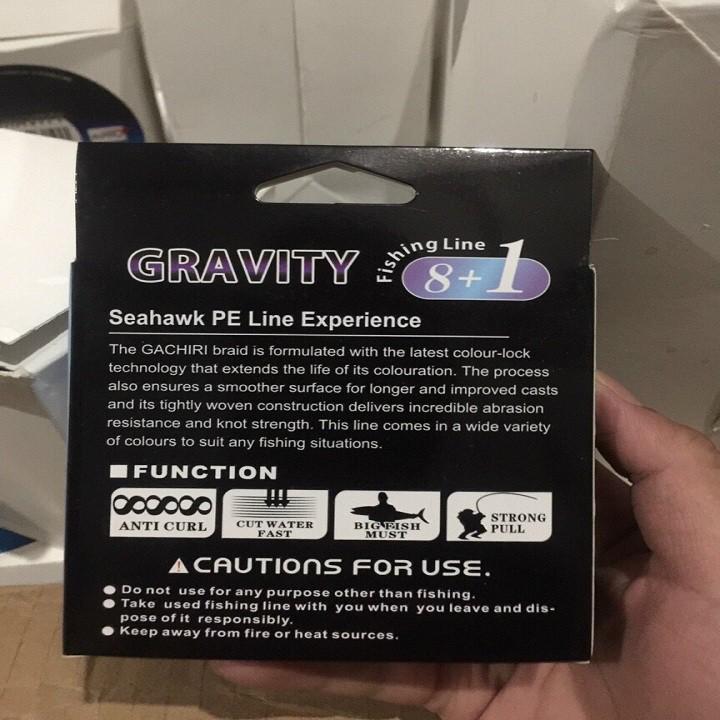 GRAVITY
Fishing Line
8+1
Seahawk PE Line Experience
The GACHIRI braid is formulated with the latest colour-lock
technology that extends the life of its colouration. The process
also ensures a smoother surface for longer and improved casts
and its tightly woven construction delivers incredible abrasion
resistance and knot strength. This line comes in a wide variety
of colours to suit any fishing situations.
FUNCTION
ANTI CURL
CUT WATER
FAST
BIG FISH
MUST
STRONG
PULL
CAUTIONS FOR USE.
Do not use for any purpose other than fishing.
Take used fishing line with you when you leave and dis-
pose of it responsibly.
Keep away from fire or heat sources.